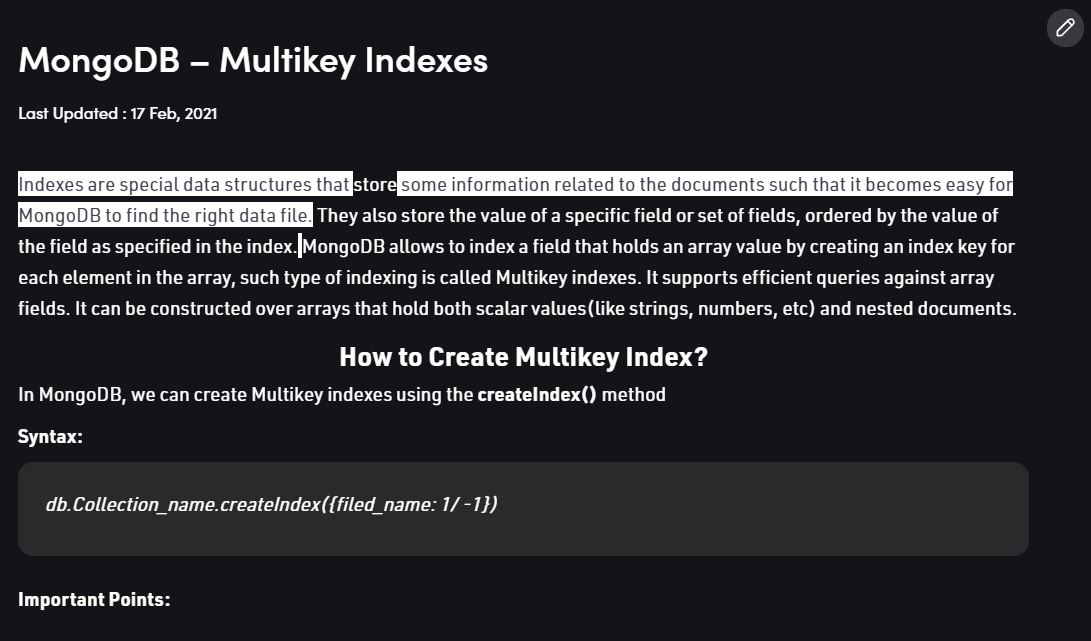 MongoDB – Multikey Indexes
Last Updated : 17 Feb, 2021
Indexes are special data structures that store some information related to the documents such that it becomes easy for
MongoDB to find the right data file. They also store the value of a specific field or set of fields, ordered by the value of
the field as specified in the index. MongoDB allows to index a field that holds an array value by creating an index key for
each element in the array, such type of indexing is called Multikey indexes. It supports efficient queries against array
fields. It can be constructed over arrays that hold both scalar values(like strings, numbers, etc) and nested documents.
How to Create Multikey Index?
In MongoDB, we can create Multikey indexes using the createIndex() method
Syntax:
db.Collection_name.createIndex({filed_name: 1/ -1})
Important Points: